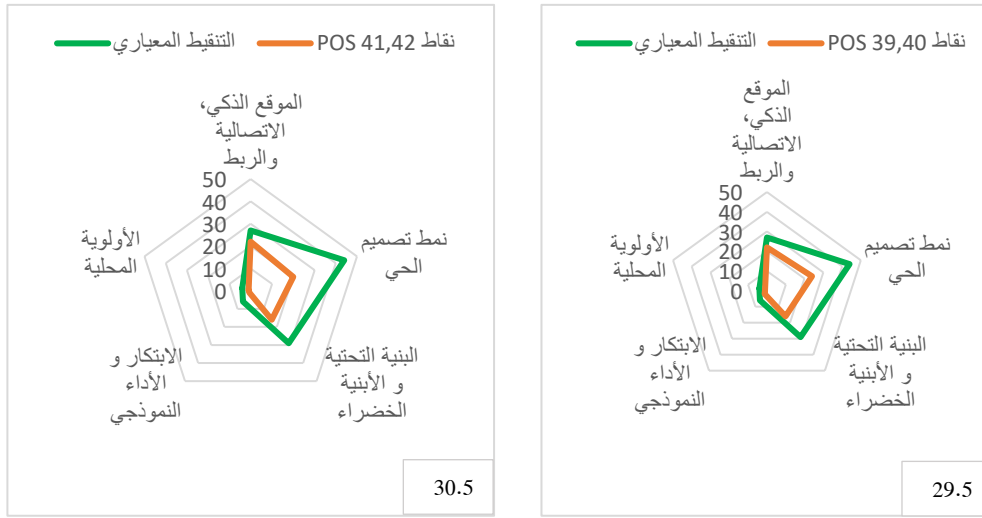 نقاط POS 39,40
التنقيط المعياري
الموقع
الذكي،
الاتصالية
والربط
50
40
30
20
10
0
نمط تصميم
الحي
البنية التحتية
و الأبنية
الخضراء
الابتكار و
الأداء
النموذجي
الأولوية
المحلية
29.5
نقاط POS 41,42
التنقيط المعياري
الموقع الذكي،
الاتصالية
والربط
50
40
30
20
10
0
نمط تصميم
الحي
البنية التحتية
و الأبنية
الخضراء
الابتكار و
الأداء
النموذجي
الأولوية
المحلية
30.5